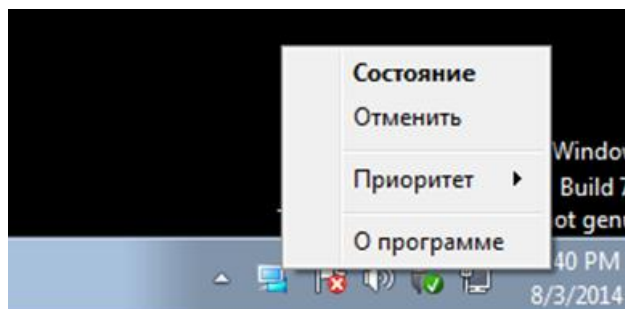 Состояние
Отменить
Windo
Приоритет
Build 7
ot genu
О программе
40 PM
8/3/2014